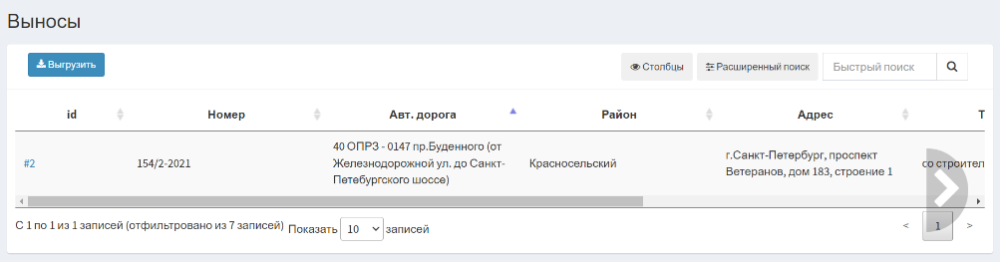 Выносы
Выгрузить
Столбцы
Расширенный поиск
Быстрый поиск
id
Номер
Авт. дорога
Район
Адрес
Т
#2
154/2-2021
40 ОПРЗ - 0147 пр.Буденного (от
Железнодорожной ул. до Санкт-
Петебургского шоссе)
Красносельский
г.Санкт-Петербург, проспект
Ветеранов, дом 183, строение 1
со строител
С 1 по 1 из 1 записей (отфильтровано из 7 записей)
Показать 10 записей
< 1 >